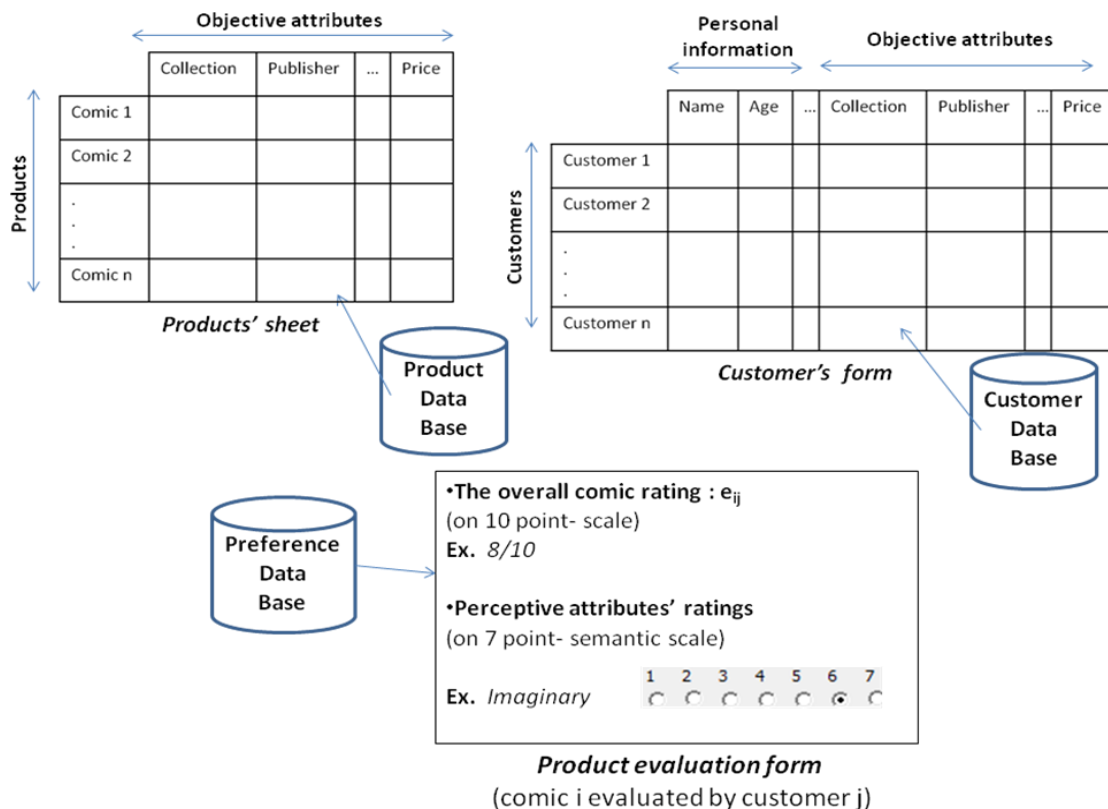 Objective attributes
Collection Publisher ... Price
Products
Comic 1
Comic 2
.
.
.
Comic n
Products' sheet
Product
Data
Base
Personal
information
Objective attributes
Name Age ... Collection Publisher ... Price
Customers
Customer 1
Customer 2
.
.
.
Customer n
Customer's form
Customer
Data
Base
Preference
Data
Base
•The overall comic rating : eij
(on 10 point- scale)
Ex. 8/10
•Perceptive attributes' ratings
(on 7 point- semantic scale)
1 2 3 4 5 6 7
Ex. Imaginary
Product evaluation form
(comic i evaluated by customer j)